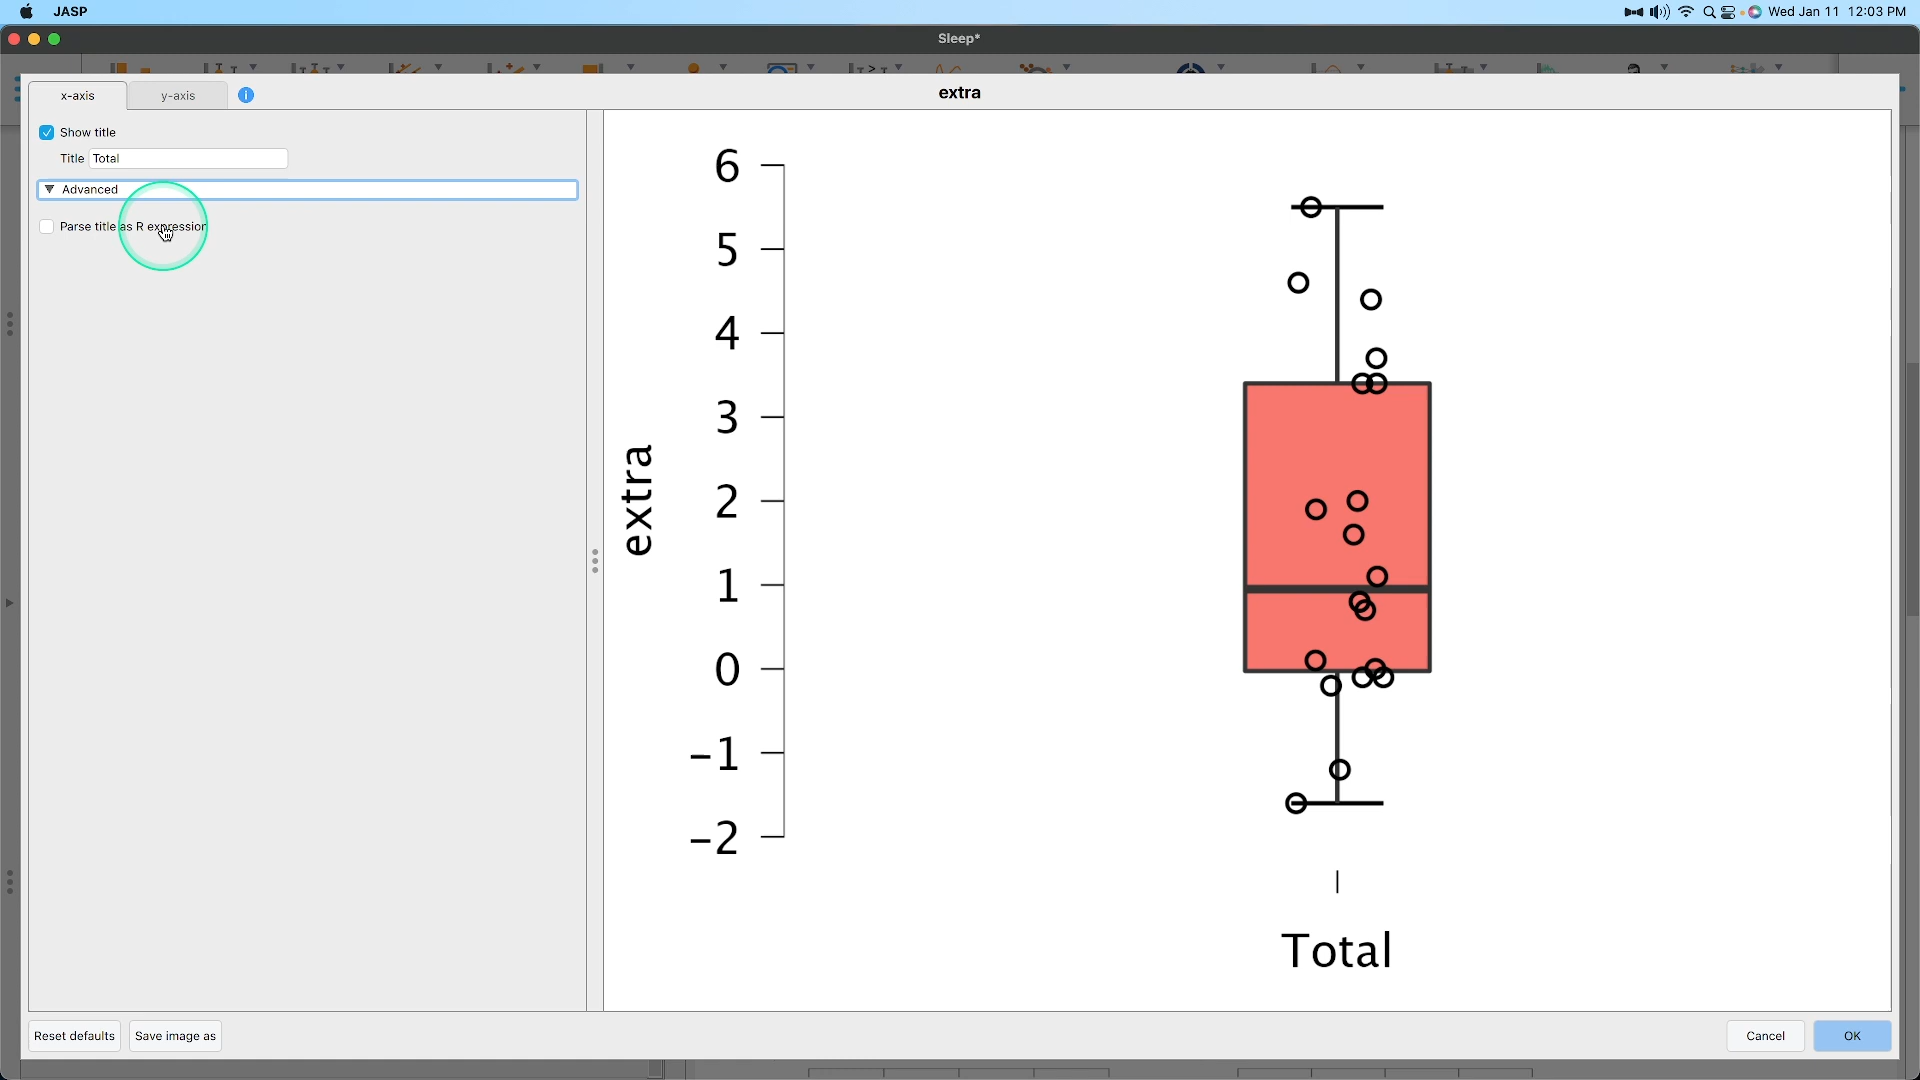 JASP
Wed Jan 11 12:03 PM
Sleep*
x-axis
y-axis
i
extra
Show title
Title Total
Advanced
Parse title as R expression
6
5
4
3
2
1
0
-1
-2
extra
Total
Reset defaults
Save image as
Cancel
OK